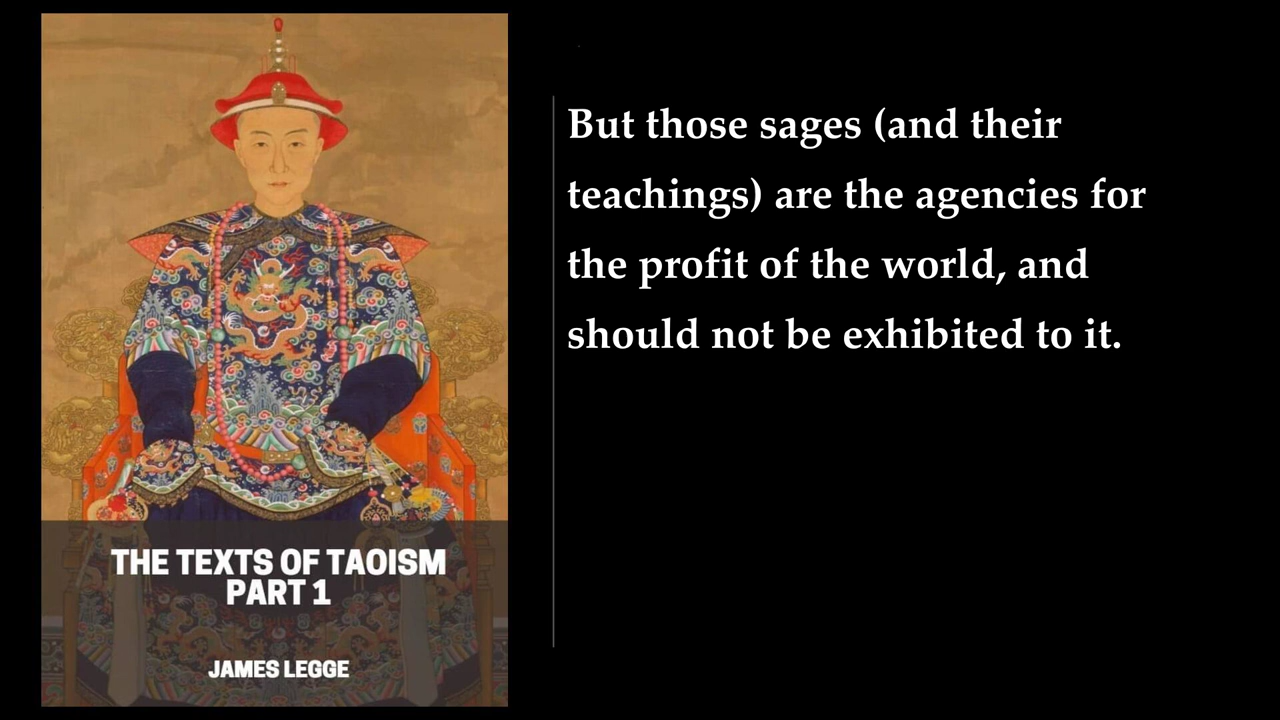 But those sages (and their
teachings) are the agencies for
the profit of the world, and
should not be exhibited to it.
THE TEXTS OF TAOISM
PART 1
JAMES LEGGE